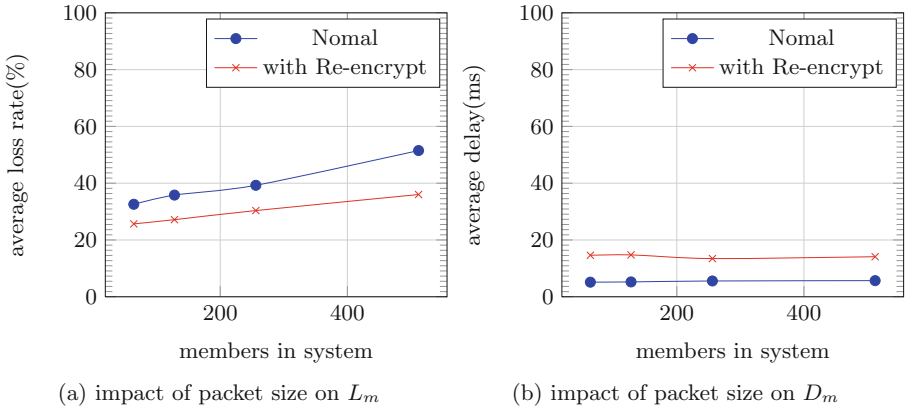 100
80
60
40
20
0
average loss rate(%)
Nomal
with Re-encrypt
200
400
members in system
(a) impact of packet size on L_m
100
80
60
40
20
0
average delay(ms)
Nomal
with Re-encrypt
200
400
members in system
(b) impact of packet size on D_m